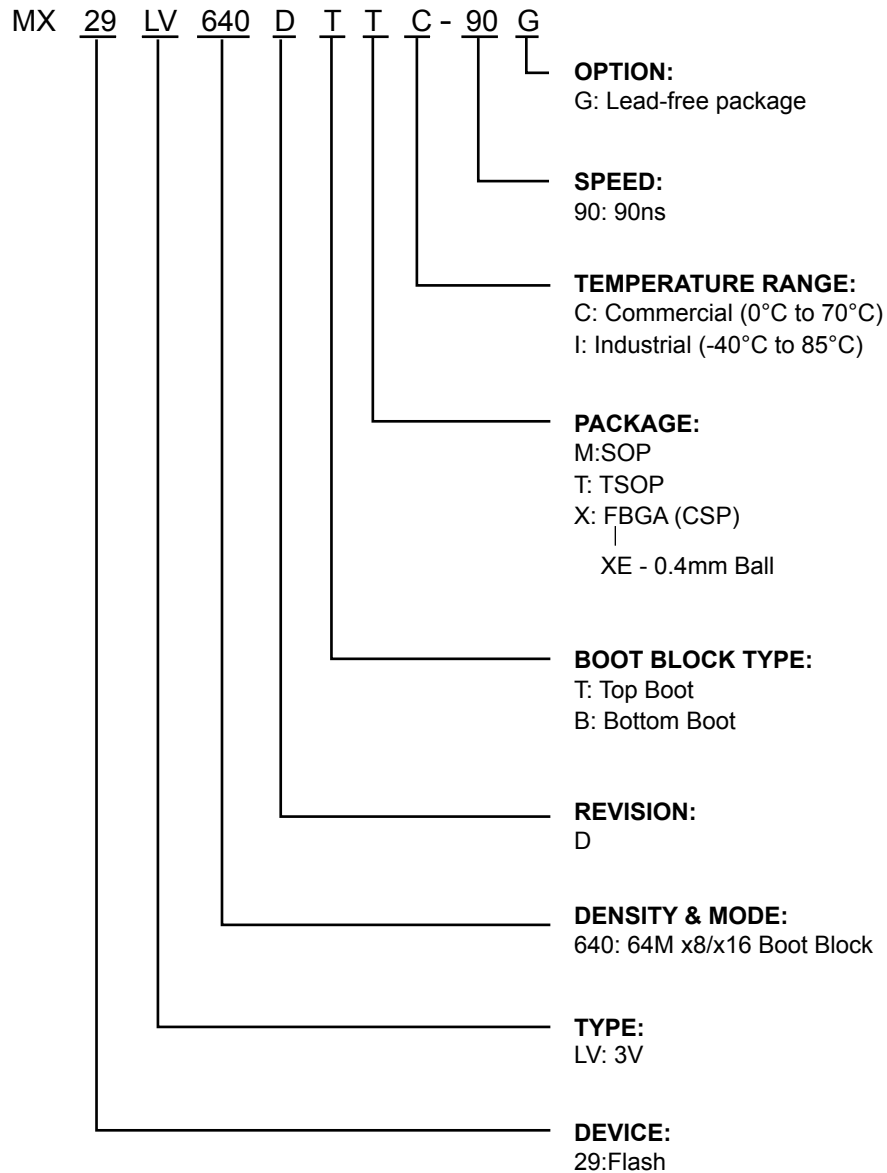 MX 29 LV 640 D T T C - 90 G
OPTION:
G: Lead-free package
SPEED:
90: 90ns
TEMPERATURE RANGE:
C: Commercial (0°C to 70°C)
I: Industrial (-40°C to 85°C)
PACKAGE:
M:SOP
T: TSOP
X: FBGA (CSP)
XE - 0.4mm Ball
BOOT BLOCK TYPE:
T: Top Boot
B: Bottom Boot
REVISION:
D
DENSITY & MODE:
640: 64M x8/x16 Boot Block
TYPE:
LV: 3V
DEVICE:
29:Flash